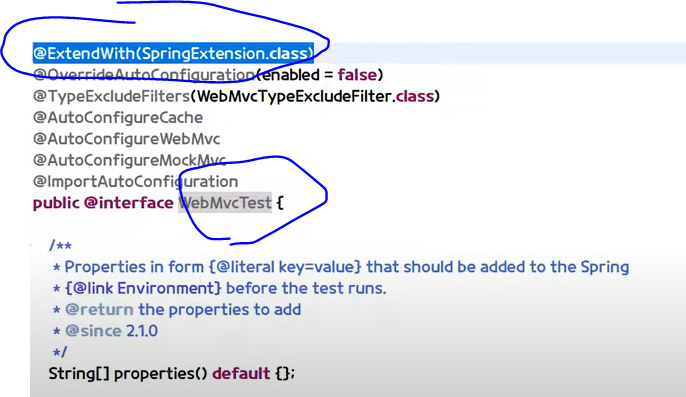 @ExtendWith(SpringExtension.class)
@OverrideAutoConfiguration(enabled = false)
@TypeExcludeFilters(WebMvcTypeExcludeFilter.class)
@AutoConfigureCache
@AutoConfigureWebMvc
@AutoConfigureMockMvc
@ImportAutoConfiguration
public @interface WebMvcTest {
/**
* Properties in form {@literal key=value} that should be added to the Spring
* {@link Environment} before the test runs.
* @return the properties to add
* @since 2.1.0
*/
String[] properties() default {};